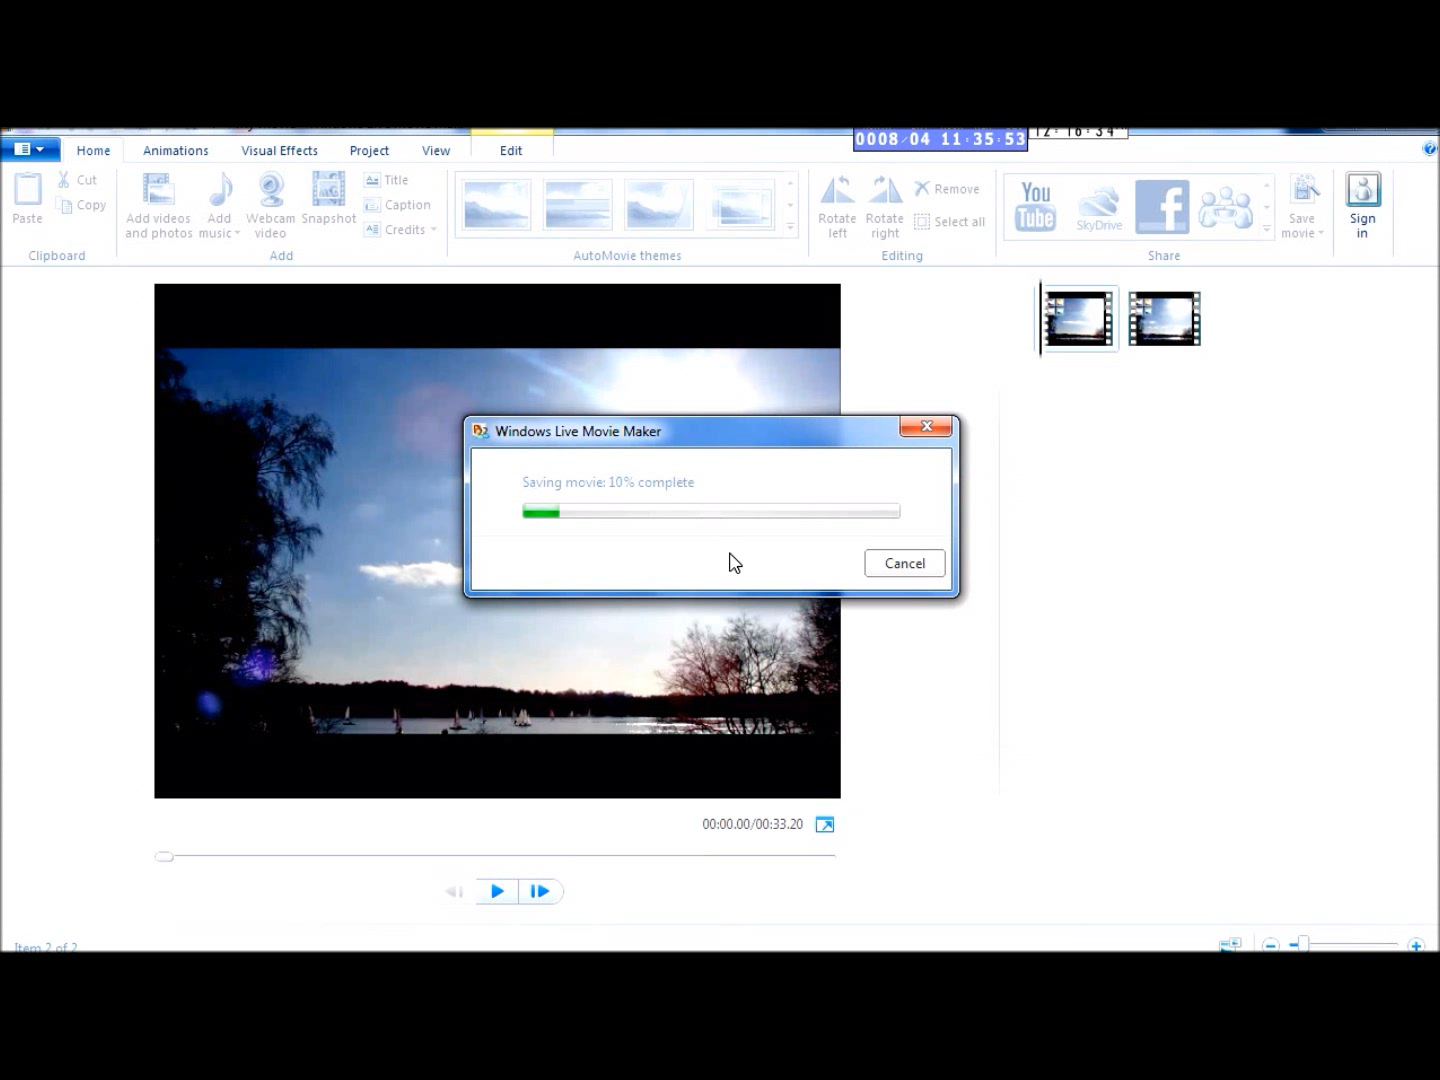 0008/04 11:35:53
12:16:34
Home Animations Visual Effects Project View Edit
Paste
Cut
Copy
Clipboard
Add videos and photos
Add music
Webcam video
Snapshot
Title
Caption
Credits
Add
AutoMovie themes
Rotate left
Rotate right
Remove
Select all
Editing
You Tube
SkyDrive
f
Share
Save movie
Sign in
Windows Live Movie Maker
Saving movie: 10% complete
Cancel
00:00.00/00:33.20
Item 2 of 2